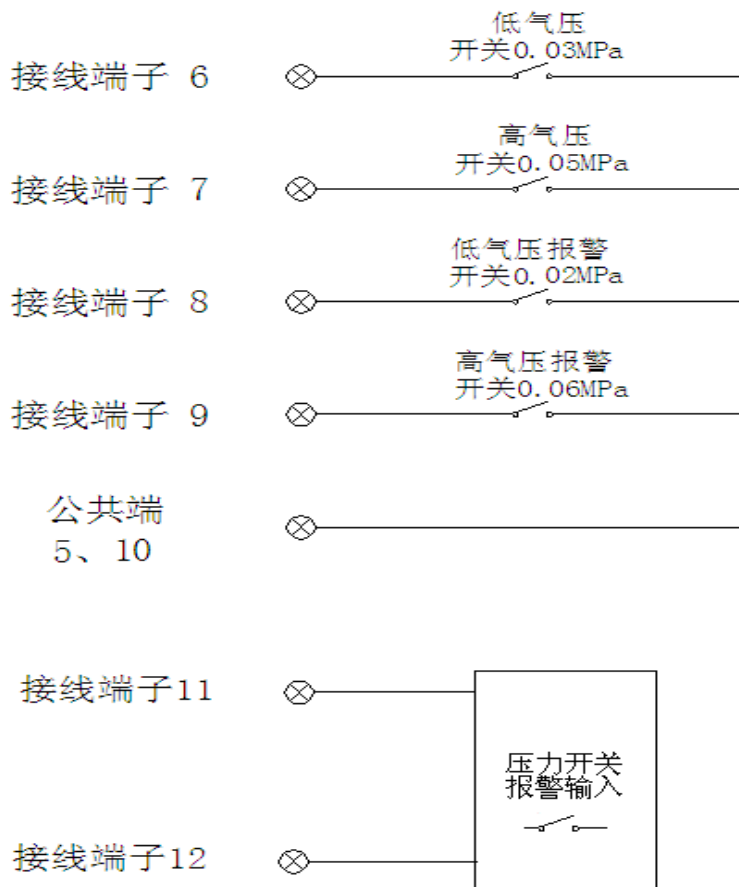 低气压
开关0.03MPa
接线端子 6
高气压
开关0.05MPa
接线端子 7
低气压报警
开关0.02MPa
接线端子 8
高气压报警
开关0.06MPa
接线端子 9
公共端
5、10
接线端子11
压力开关
报警输入
接线端子12